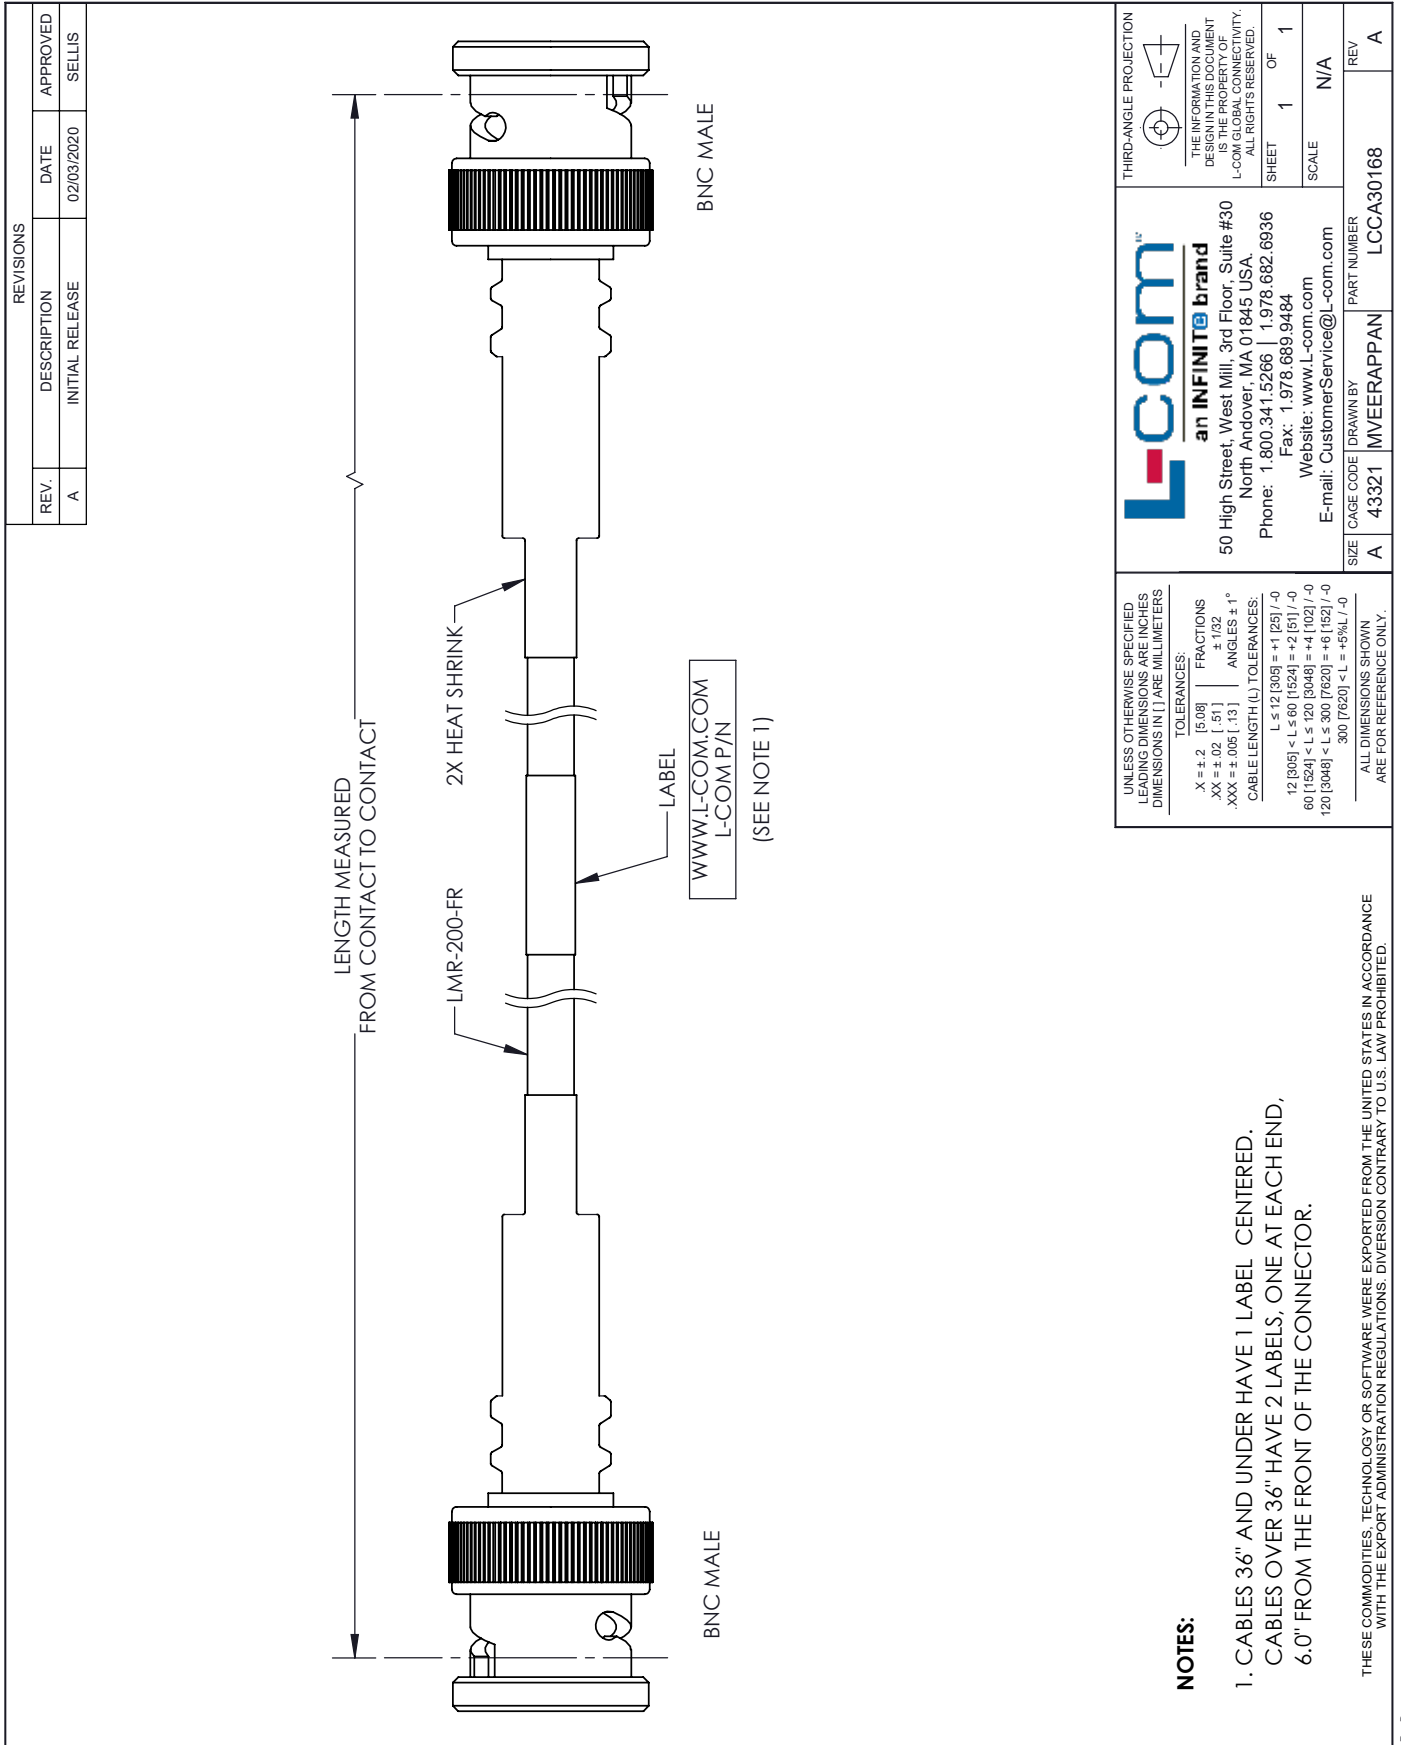 REVISIONS
REV.	DESCRIPTION	DATE	APPROVED
A	INITIAL RELEASE	02/03/2020	SELLIS
LENGTH MEASURED
FROM CONTACT TO CONTACT
LMR-200-FR
2X HEAT SHRINK
BNC MALE
BNC MALE
LABEL
WWW.L-COM.COM
L-COM P/N
(SEE NOTE 1)
NOTES:
1. CABLES 36" AND UNDER HAVE 1 LABEL CENTERED.
CABLES OVER 36" HAVE 2 LABELS, ONE AT EACH END,
6.0" FROM THE FRONT OF THE CONNECTOR.
THESE COMMODITIES, TECHNOLOGY OR SOFTWARE WERE EXPORTED FROM THE UNITED STATES IN ACCORDANCE
WITH THE EXPORT ADMINISTRATION REGULATIONS. DIVERSION CONTRARY TO U.S. LAW PROHIBITED.
UNLESS OTHERWISE SPECIFIED
LEADING DIMENSIONS ARE INCHES
DIMENSIONS IN [ ] ARE MILLIMETERS
TOLERANCES:
.X = ± .2 [5.08] FRACTIONS
.XX = ± .02 [ .51 ] ± 1/32
.XXX = ± .005 [ .13 ] ANGLES ± 1°
CABLE LENGTH (L) TOLERANCES:
L ≤ 12 [305] = +1 [25] / -0
12 [305] < L ≤ 60 [1524] = +2 [51] / -0
60 [1524] < L ≤ 120 [3048] = +4 [102] / -0
120 [3048] < L ≤ 300 [7620] = +6 [152] / -0
300 [7620] < L = +5%L / -0
ALL DIMENSIONS SHOWN
ARE FOR REFERENCE ONLY.
L-com
an INFINITe brand
50 High Street, West Mill, 3rd Floor, Suite #30
North Andover, MA 01845 USA.
Phone: 1.800.341.5266 | 1.978.682.6936
Fax: 1.978.689.9484
Website: www.L-com.com
E-mail: CustomerService@L-com.com
THIRD-ANGLE PROJECTION
THE INFORMATION AND
DESIGN IN THIS DOCUMENT
IS THE PROPERTY OF
L-COM GLOBAL CONNECTIVITY.
ALL RIGHTS RESERVED.
SHEET 1 OF 1
SCALE N/A
SIZE A
CAGE CODE 43321
DRAWN BY MVEERAPPAN
PART NUMBER LCCA30168
REV A